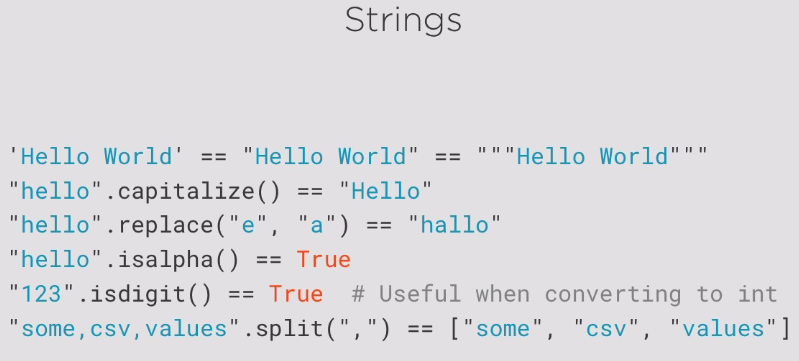 Strings
'Hello World' == "Hello World" == """Hello World"""
"hello".capitalize() == "Hello"
"hello".replace("e", "a") == "hallo"
"hello".isalpha() == True
"123".isdigit() == True  # Useful when converting to int
"some,csv,values".split(",") == ["some", "csv", "values"]